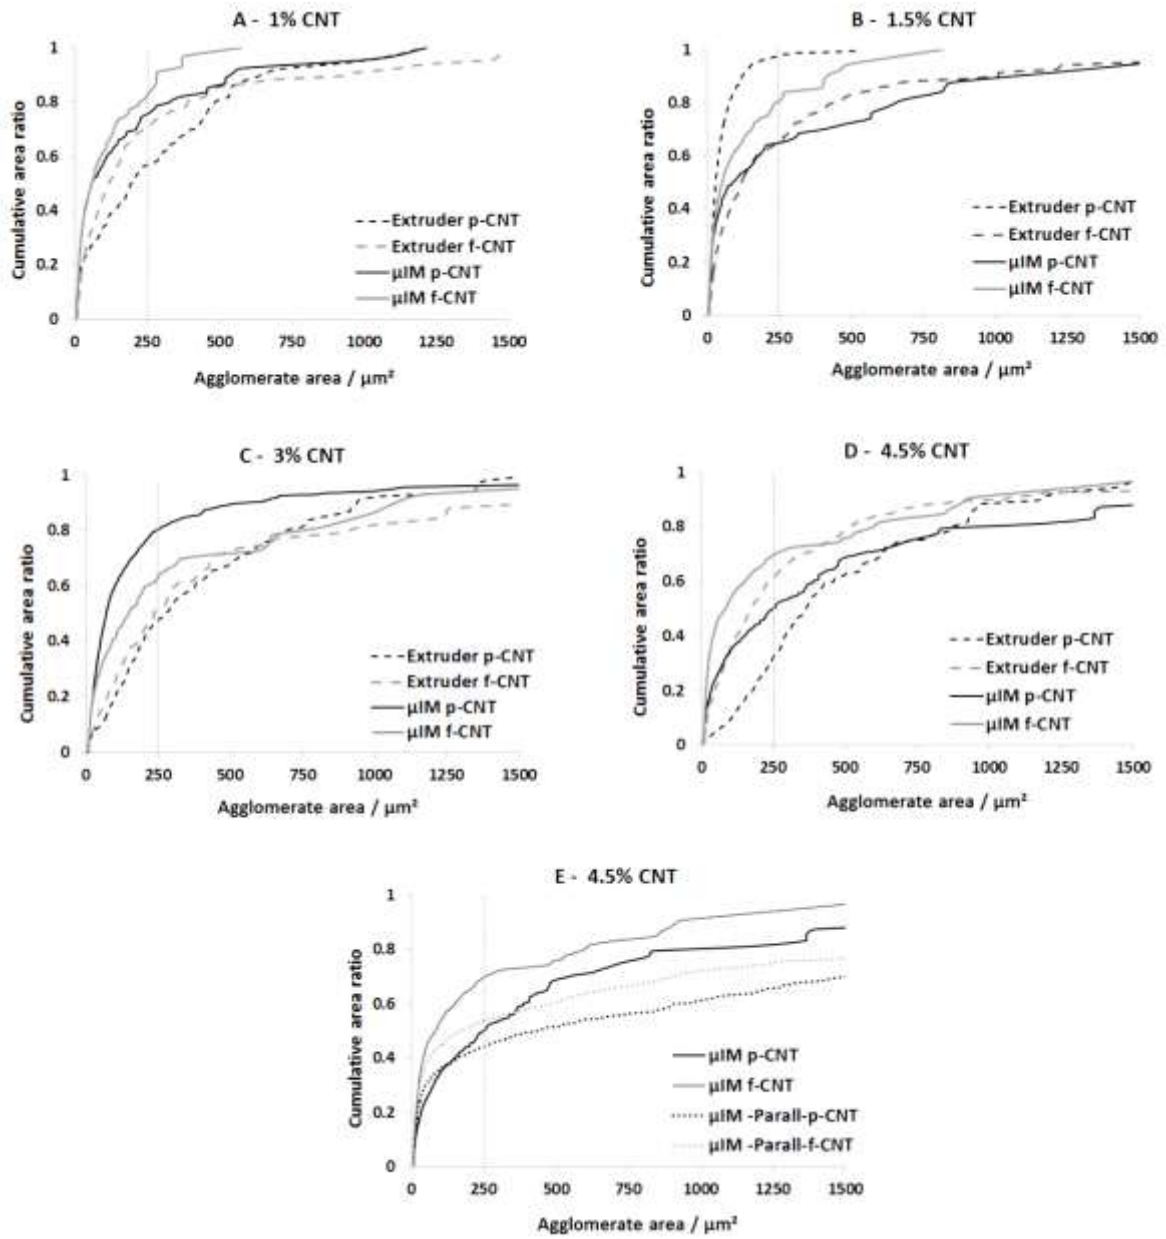 A - 1% CNT
Cumulative area ratio
1
0.8
0.6
0.4
0.2
0
Extruder p-CNT
Extruder f-CNT
µIM p-CNT
µIM f-CNT
0 250 500 750 1000 1250 1500
Agglomerate area / µm²
B - 1.5% CNT
Cumulative area ratio
1
0.8
0.6
0.4
0.2
0
Extruder p-CNT
Extruder f-CNT
µIM p-CNT
µIM f-CNT
0 250 500 750 1000 1250 1500
Agglomerate area / µm²
C - 3% CNT
Cumulative area ratio
1
0.8
0.6
0.4
0.2
0
Extruder p-CNT
Extruder f-CNT
µIM p-CNT
µIM f-CNT
0 250 500 750 1000 1250 1500
Agglomerate area / µm²
D - 4.5% CNT
Cumulative area ratio
1
0.8
0.6
0.4
0.2
0
Extruder p-CNT
Extruder f-CNT
µIM p-CNT
µIM f-CNT
0 250 500 750 1000 1250 1500
Agglomerate area / µm²
E - 4.5% CNT
Cumulative area ratio
1
0.8
0.6
0.4
0.2
0
µIM p-CNT
µIM f-CNT
µIM -Parall-p-CNT
µIM -Parall-f-CNT
0 250 500 750 1000 1250 1500
Agglomerate area / µm²